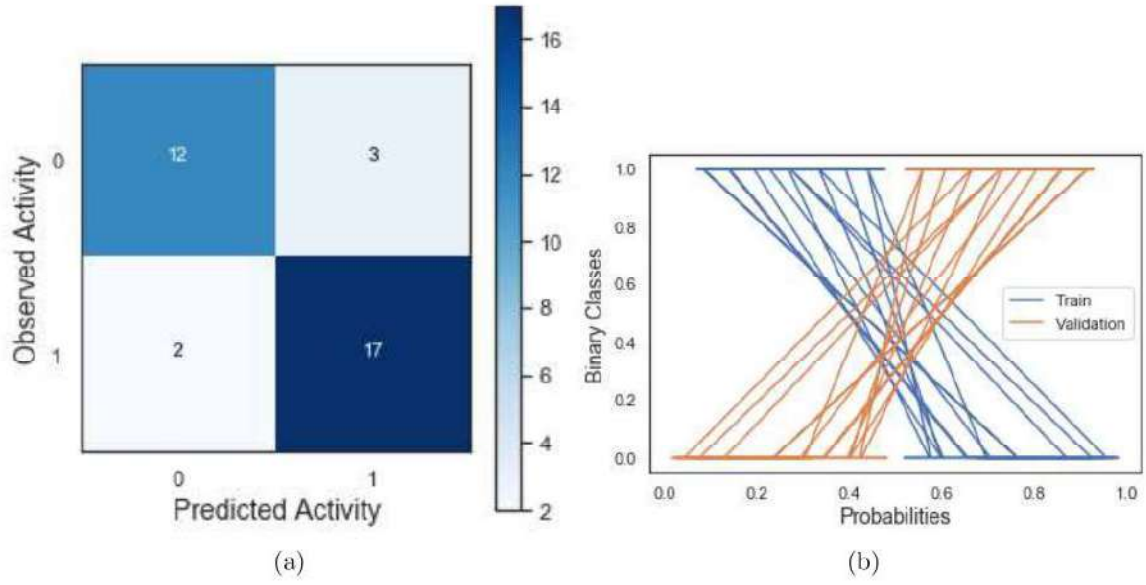 16
14
12
10
8
6
4
2
Observed Activity
0
1
12
3
2
17
0
1
Predicted Activity
(a)
1.0
0.8
0.6
0.4
0.2
0.0
Binary Classes
Train
Validation
0.0 0.2 0.4 0.6 0.8 1.0
Probabilities
(b)